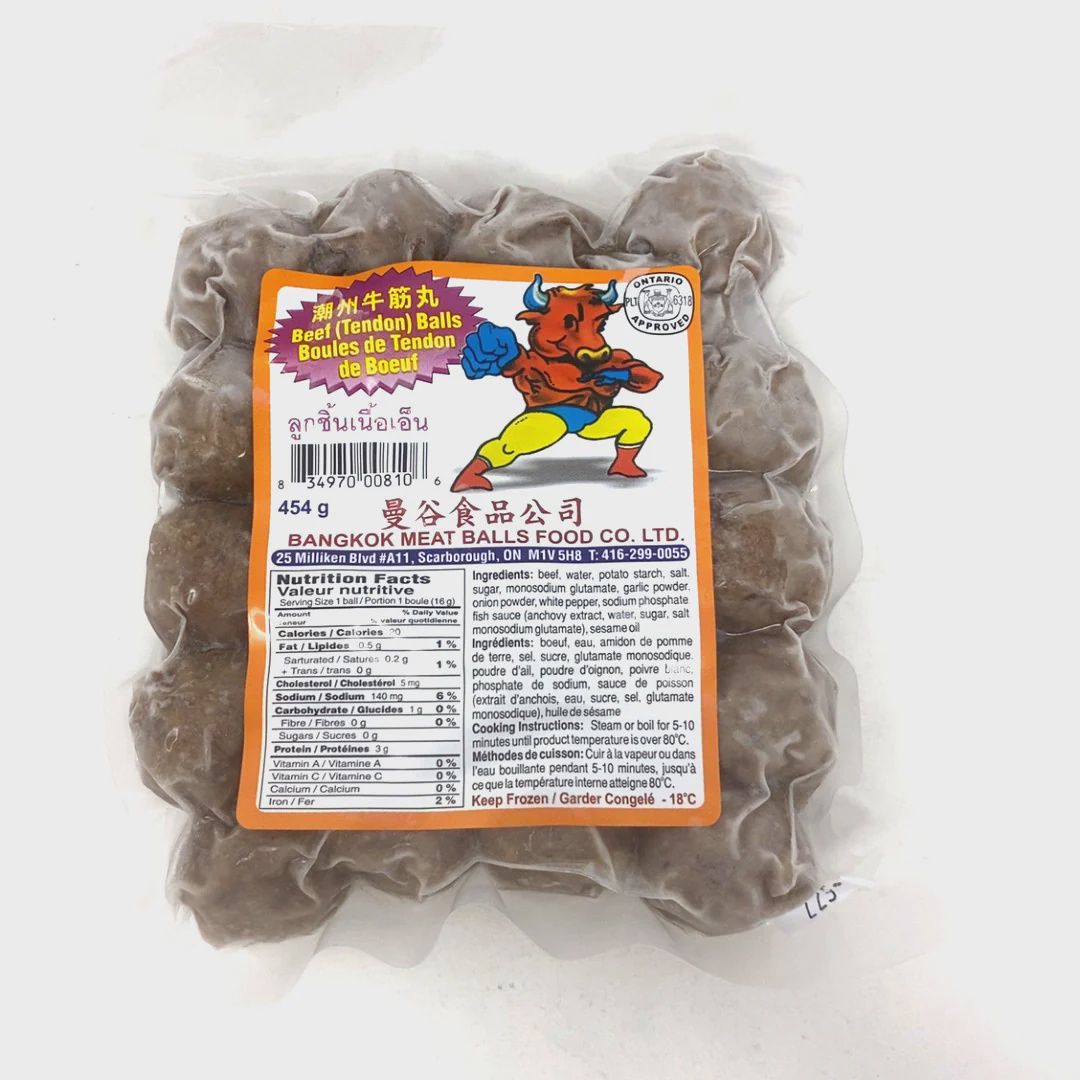 潮州牛筋丸
Beef (Tendon) Balls
Boules de Tendon
de Boeuf
ONTARIO
PLT. 6318
APPROVED
ลูกชิ้นเนื้อเอ็น
8 34970 00810 6
454 g
曼谷食品公司
BANGKOK MEAT BALLS FOOD CO. LTD.
25 Milliken Blvd #A11, Scarborough, ON M1V 5H8 T: 416-299-0055
Nutrition Facts
Valeur nutritive
Serving Size 1 ball / Portion 1 boule (16 g)
Amount % Daily Value
% valeur quotidienne
Calories / Calories 20
Fat / Lipides 0.5 g 1 %
Sarturated / Saturés 0.2 g
+ Trans / trans 0 g 1 %
Cholesterol / Cholestérol 5 mg
Sodium / Sodium 140 mg 6 %
Carbohydrate / Glucides 1 g 0 %
Fibre / Fibres 0 g 0 %
Sugars / Sucres 0 g
Protein / Protéines 3 g
Vitamin A / Vitamine A 0 %
Vitamin C / Vitamine C 0 %
Calcium / Calcium 0 %
Iron / Fer 2 %
Ingredients: beef, water, potato starch, salt.
sugar, monosodium glutamate, garlic powder.
onion powder, white pepper, sodium phosphate
fish sauce (anchovy extract, water, sugar, salt
monosodium glutamate), sesame oil
Ingrédients: boeuf, eau, amidon de pomme
de terre, sel, sucre, glutamate monosodique.
poudre d'ail, poudre d'oignon, poivre blanc,
phosphate de sodium, sauce de poisson
(extrait d'anchois, eau, sucre, sel, glutamate
monosodique), huile de sésame
Cooking Instructions: Steam or boil for 5-10
minutes until product temperature is over 80°C.
Méthodes de cuisson: Cuir à la vapeur ou dans
l'eau bouillante pendant 5-10 minutes, jusqu'à
ce que la température interne atteigne 80°C.
Keep Frozen / Garder Congelé - 18°C